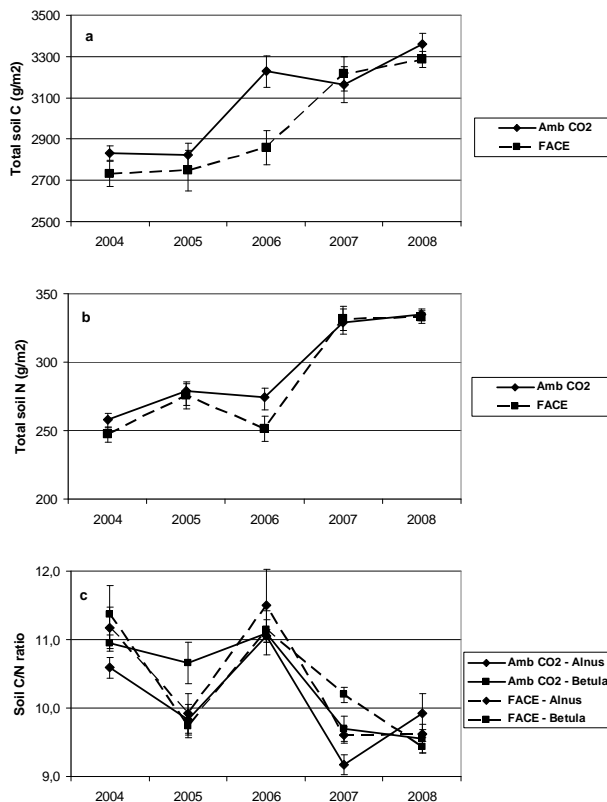 a
Total soil C (g/m2)
3500
3300
3100
2900
2700
2500
2004 2005 2006 2007 2008
Amb CO2
FACE
b
Total soil N (g/m2)
350
300
250
200
2004 2005 2006 2007 2008
Amb CO2
FACE
c
Soil C/N ratio
12,0
11,0
10,0
9,0
2004 2005 2006 2007 2008
Amb CO2 - Alnus
Amb CO2 - Betula
FACE - Alnus
FACE - Betula